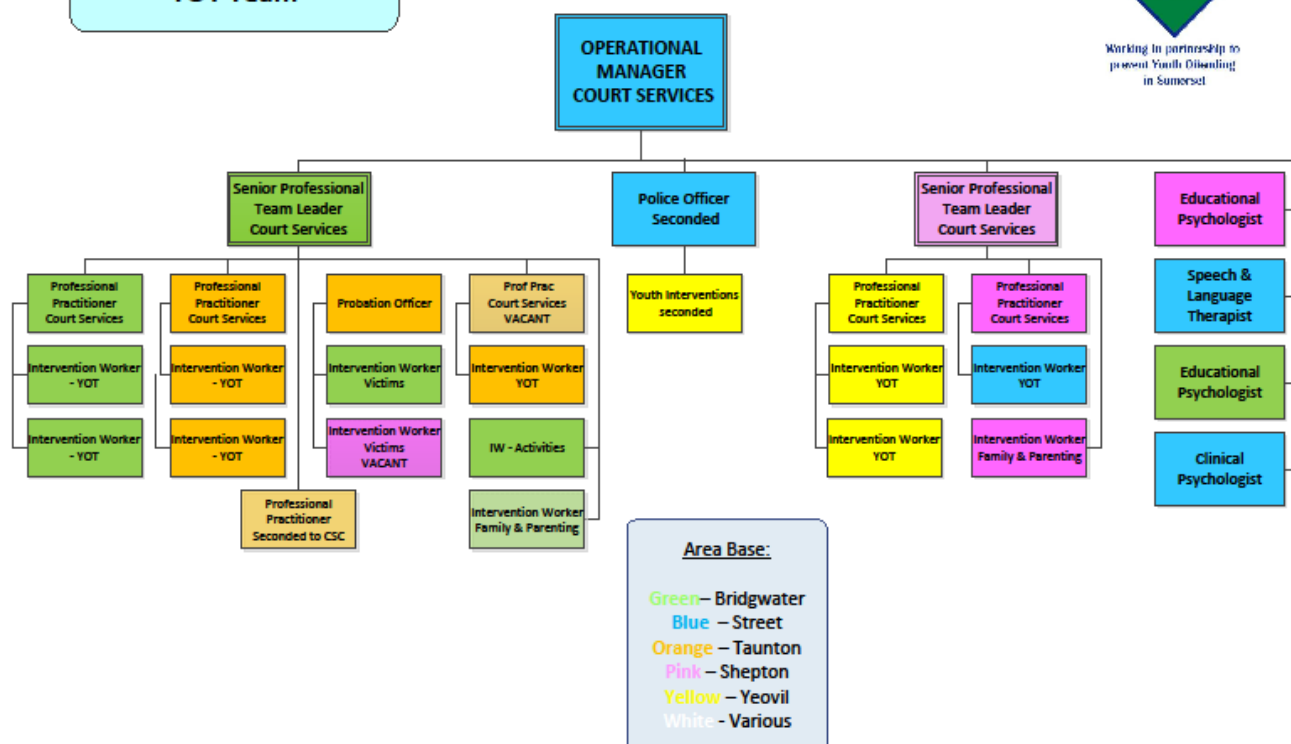 YOT Team
OPERATIONAL
MANAGER
COURT SERVICES
Working in partnership to
prevent Youth Offending
in Somerset
Senior Professional
Team Leader
Court Services
Police Officer
Seconded
Senior Professional
Team Leader
Court Services
Educational
Psychologist
Professional
Practitioner
Court Services
Professional
Practitioner
Court Services
Probation Officer
Prof Prac
Court Services
VACANT
Youth Interventions
seconded
Professional
Practitioner
Court Services
Professional
Practitioner
Court Services
Speech &
Language
Therapist
Intervention Worker
- YOT
Intervention Worker
- YOT
Intervention Worker
Victims
Intervention Worker
YOT
Intervention Worker
YOT
Intervention Worker
YOT
Educational
Psychologist
Intervention Worker
- YOT
Intervention Worker
- YOT
Intervention Worker
Victims
VACANT
IW - Activities
Intervention Worker
YOT
Intervention Worker
Family & Parenting
Clinical
Psychologist
Professional
Practitioner
Seconded to CSC
Intervention Worker
Family & Parenting
Area Base:
Green– Bridgwater
Blue – Street
Orange – Taunton
Pink – Shepton
Yellow – Yeovil
White - Various